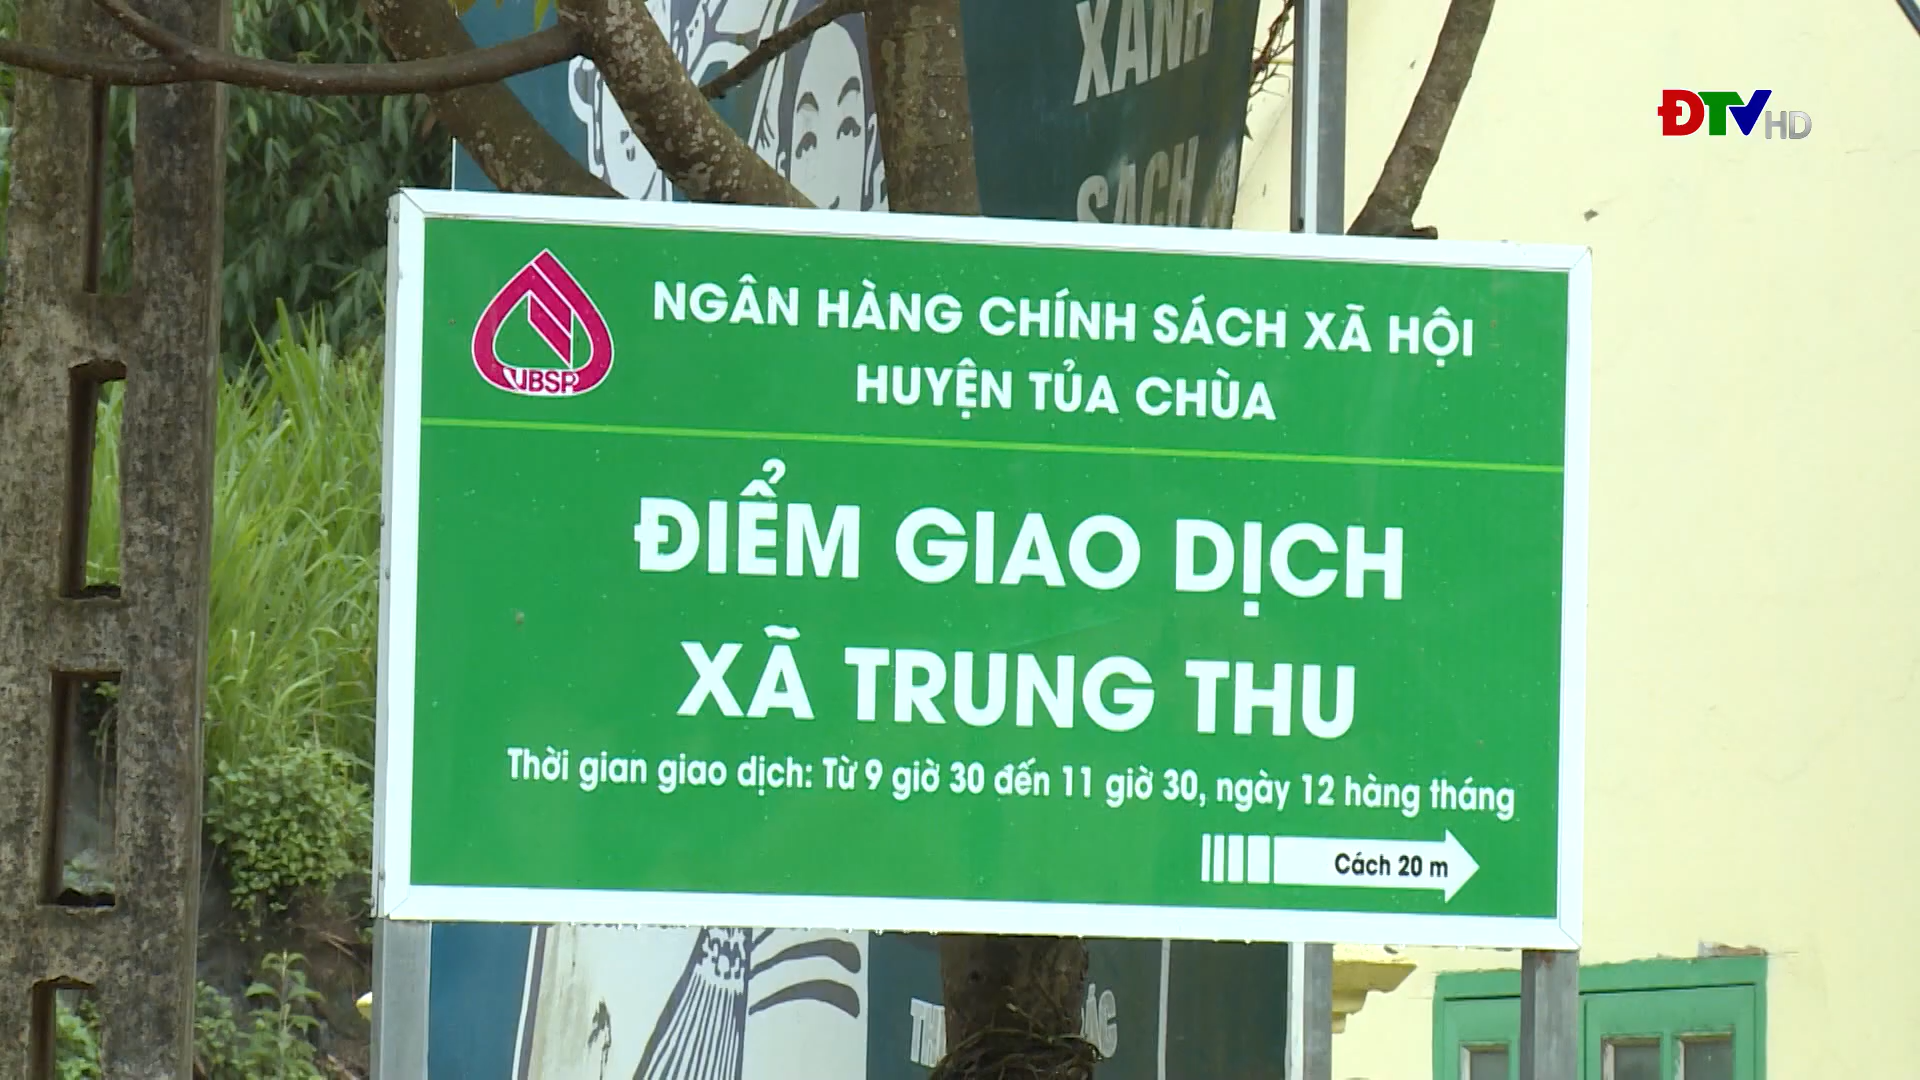 XANH
SẠCH
ĐTV HD
VBSP
NGÂN HÀNG CHÍNH SÁCH XÃ HỘI
HUYỆN TỦA CHÙA
ĐIỂM GIAO DỊCH
XÃ TRUNG THU
Thời gian giao dịch: Từ 9 giờ 30 đến 11 giờ 30, ngày 12 hàng tháng
Cách 20 m